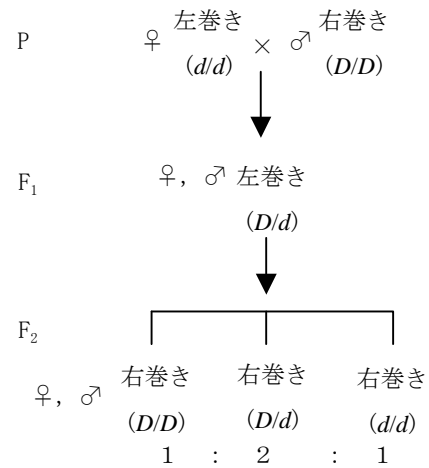 P ♀ 左巻き × ♂ 右巻き
(d/d) (D/D)
F₁ ♀, ♂ 左巻き
(D/d)
F₂
♀, ♂ 右巻き 右巻き 右巻き
(D/D) (D/d) (d/d)
1 : 2 : 1